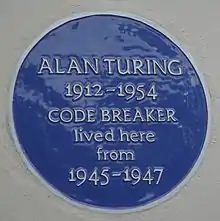 ALAN TURING
1912-1954
CODE BREAKER
lived here
from
1945-1947